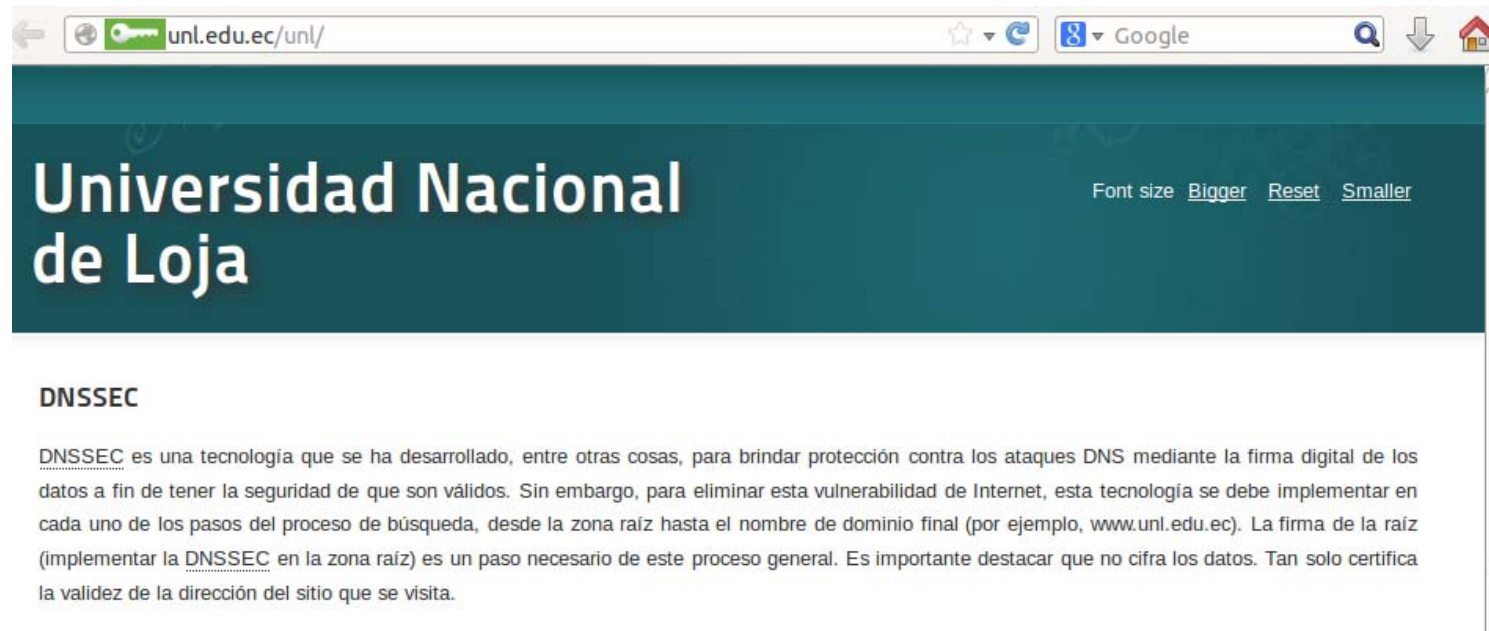 unl.edu.ec/unl/
8 Google
Universidad Nacional
de Loja
Font size Bigger Reset Smaller
DNSSEC
DNSSEC es una tecnología que se ha desarrollado, entre otras cosas, para brindar protección contra los ataques DNS mediante la firma digital de los
datos a fin de tener la seguridad de que son válidos. Sin embargo, para eliminar esta vulnerabilidad de Internet, esta tecnología se debe implementar en
cada uno de los pasos del proceso de búsqueda, desde la zona raíz hasta el nombre de dominio final (por ejemplo, www.unl.edu.ec). La firma de la raíz
(implementar la DNSSEC en la zona raíz) es un paso necesario de este proceso general. Es importante destacar que no cifra los datos. Tan solo certifica
la validez de la dirección del sitio que se visita.